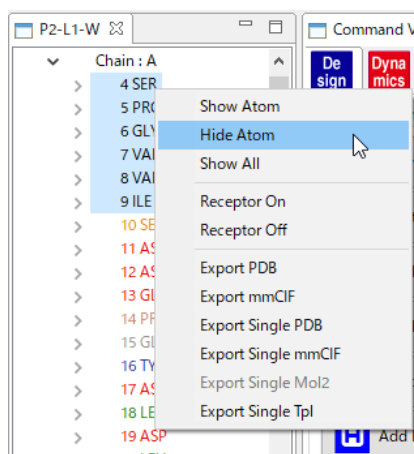 P2-L1-W
Command V
Chain : A
De
sign
Dyna
mics
4 SER
5 PRO
6 GLY
7 VAL
8 VAL
9 ILE
10 SE
11 AS
12 AS
13 GL
14 PR
15 GL
16 TY
17 AS
18 LE
19 ASP
Show Atom
Hide Atom
Show All
Receptor On
Receptor Off
Export PDB
Export mmCIF
Export Single PDB
Export Single mmCIF
Export Single Mol2
Export Single Tpl
H
Add